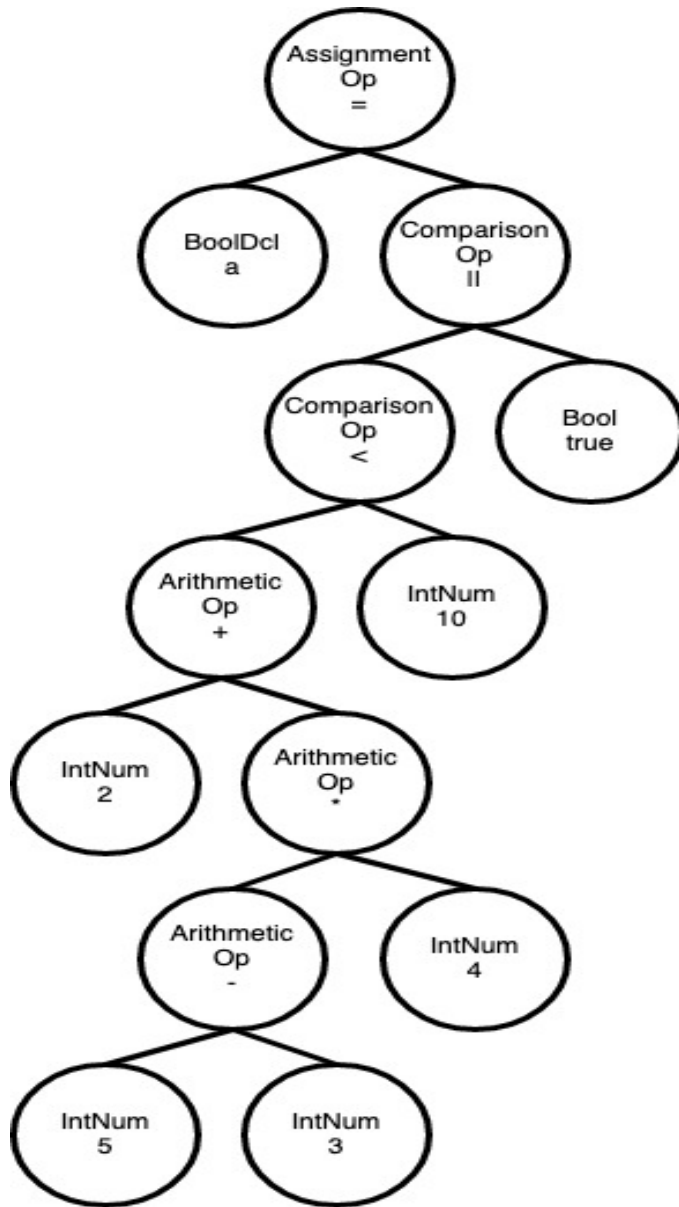 Assignment
Op
=
BoolDcl
a
Comparison
Op
||
Comparison
Op
<
Bool
true
Arithmetic
Op
+
IntNum
10
IntNum
2
Arithmetic
Op
*
Arithmetic
Op
-
IntNum
4
IntNum
5
IntNum
3